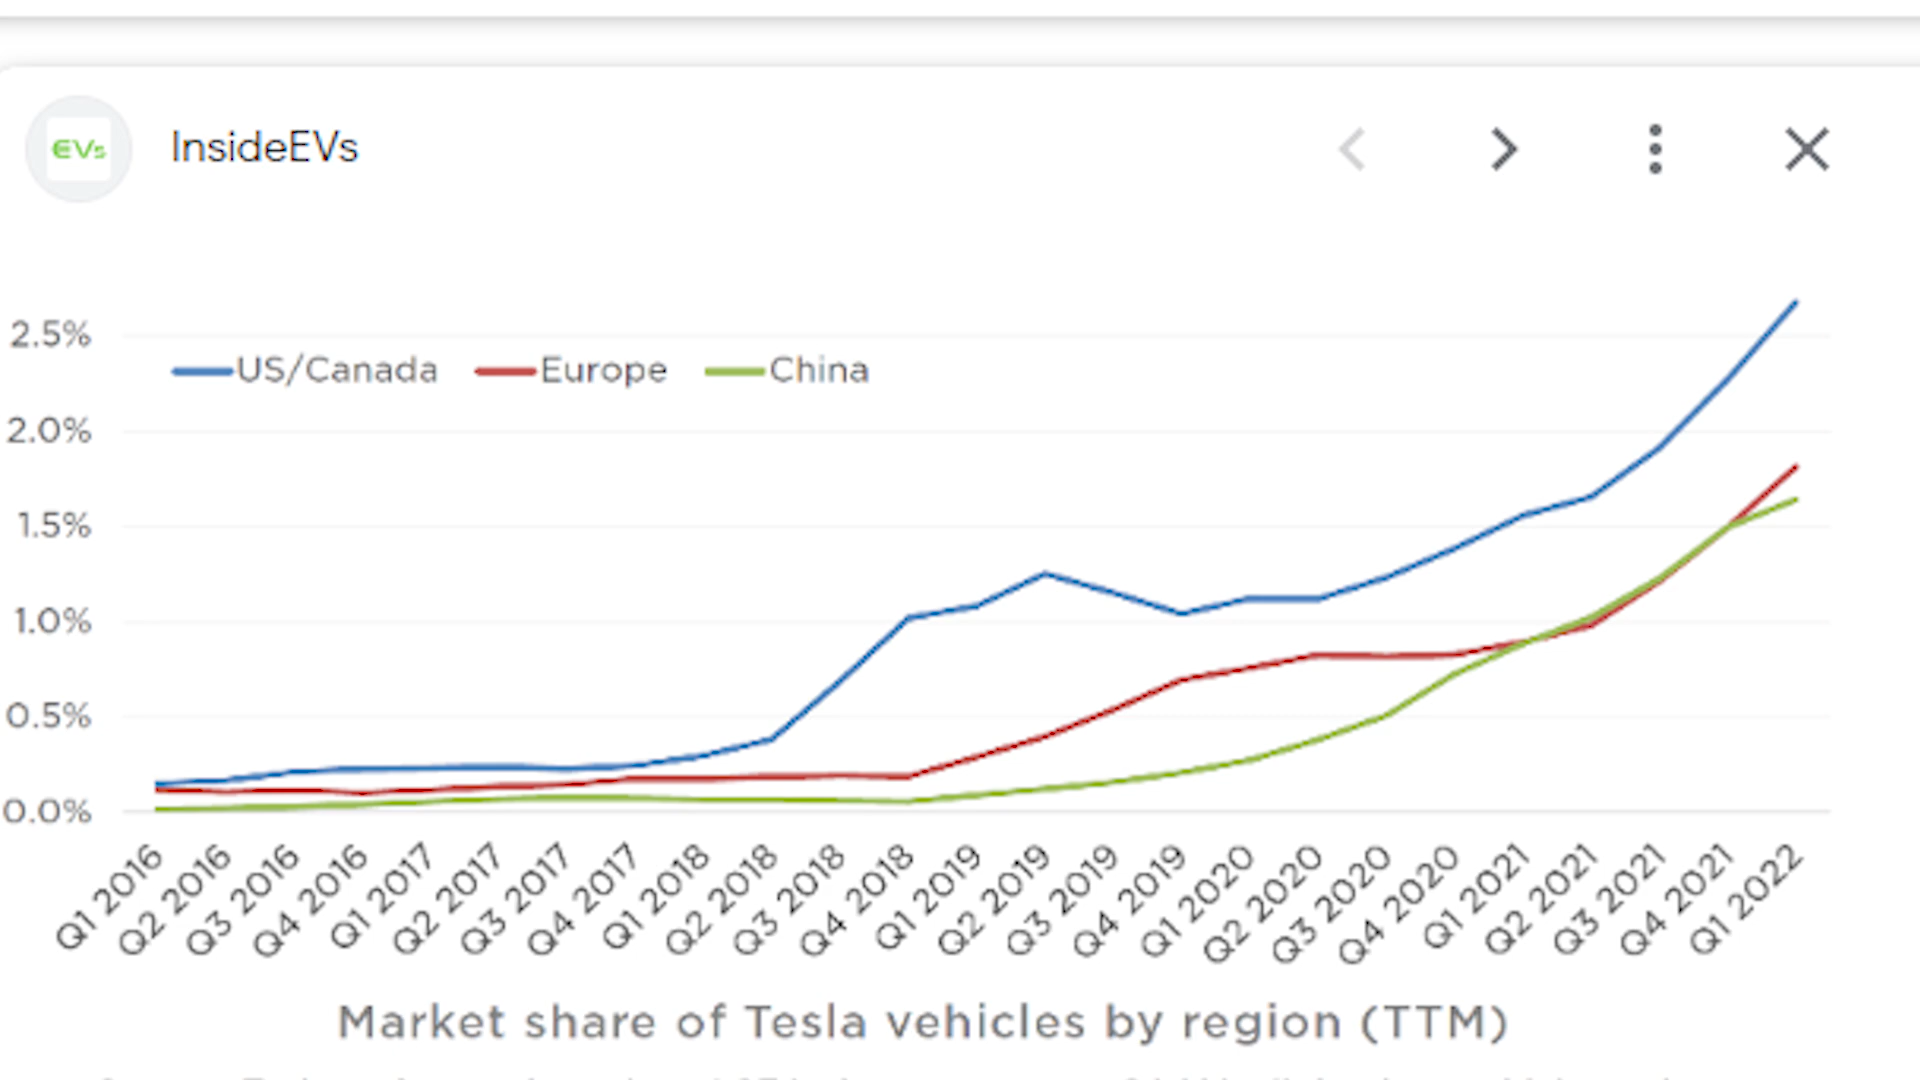 EVs
InsideEVs
2.5%
US/Canada Europe China
2.0%
1.5%
1.0%
0.5%
0.0%
Q1 2016 Q2 2016 Q3 2016 Q4 2016 Q1 2017 Q2 2017 Q3 2017 Q4 2017 Q1 2018 Q2 2018 Q3 2018 Q4 2018 Q1 2019 Q2 2019 Q3 2019 Q4 2019 Q1 2020 Q2 2020 Q3 2020 Q4 2020 Q1 2021 Q2 2021 Q3 2021 Q4 2021 Q1 2022
Market share of Tesla vehicles by region (TTM)